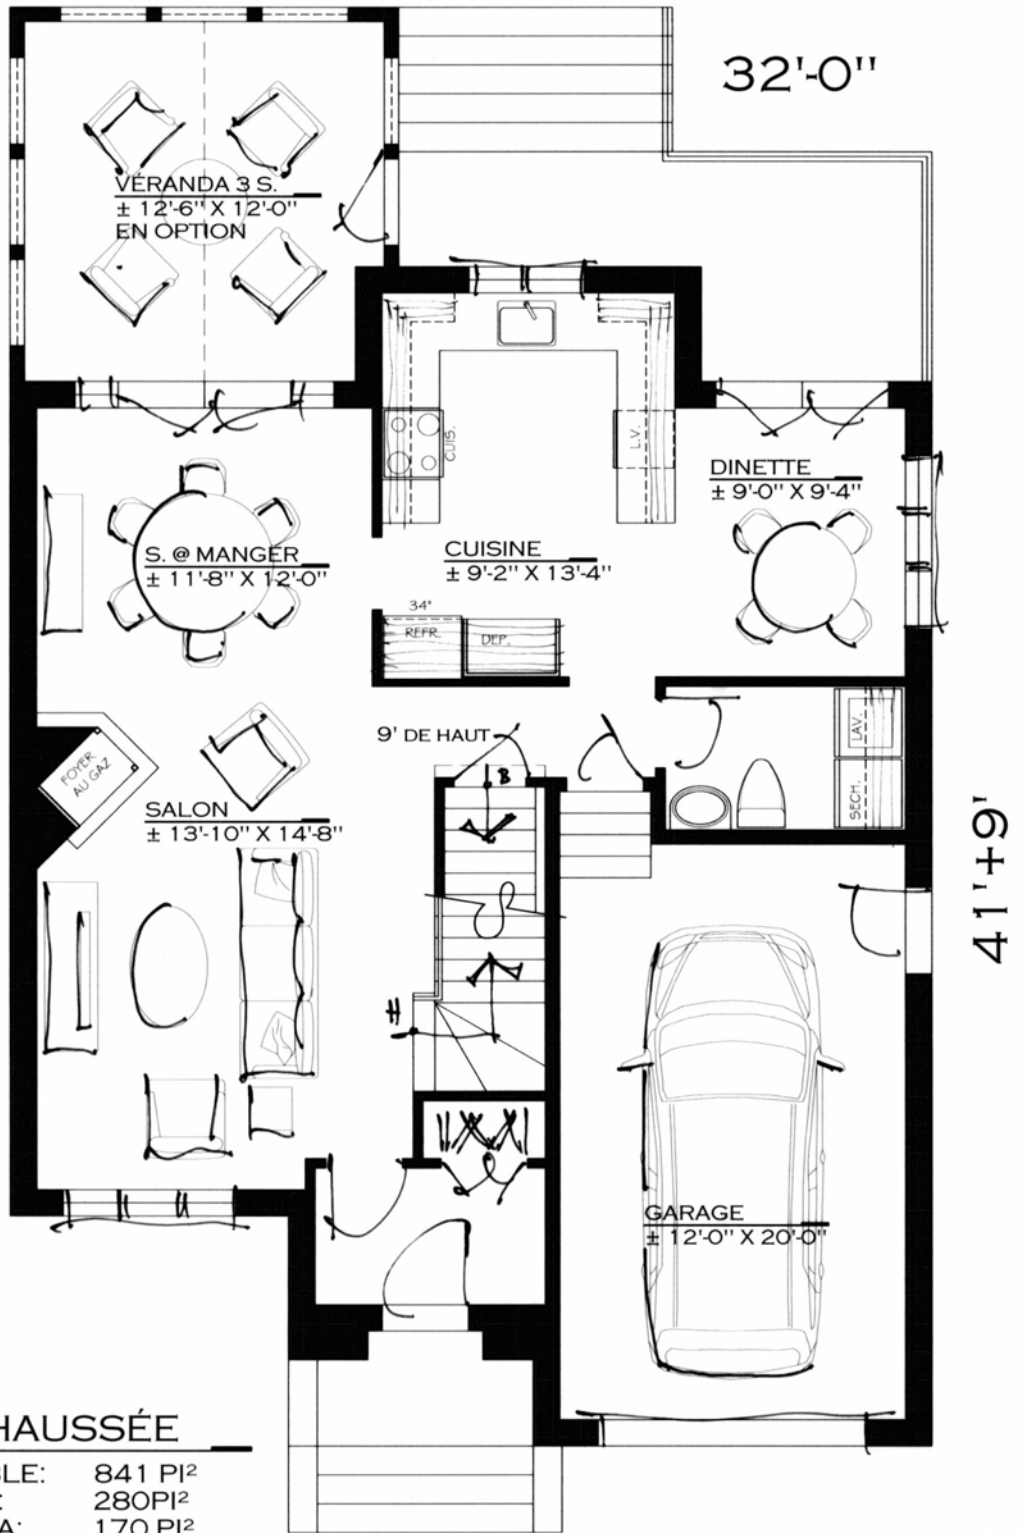 32'-0"
VÉRANDA 3 S.
± 12'-6" X 12'-0"
EN OPTION
CUIS.
L.V.
DINETTE
± 9'-0" X 9'-4"
S. @ MANGER
± 11'-8" X 12'-0"
CUISINE
± 9'-2" X 13'-4"
34"
REFR.
DEP.
9' DE HAUT
LAV.
SECH.
FOYER
AU GAZ
B
SALON
± 13'-10" X 14'-8"
41'+9'
H
GARAGE
± 12'-0" X 20'-0"
HAUSSÉE
BLE: 841 PI²
: 280PI²
A: 170 PI²